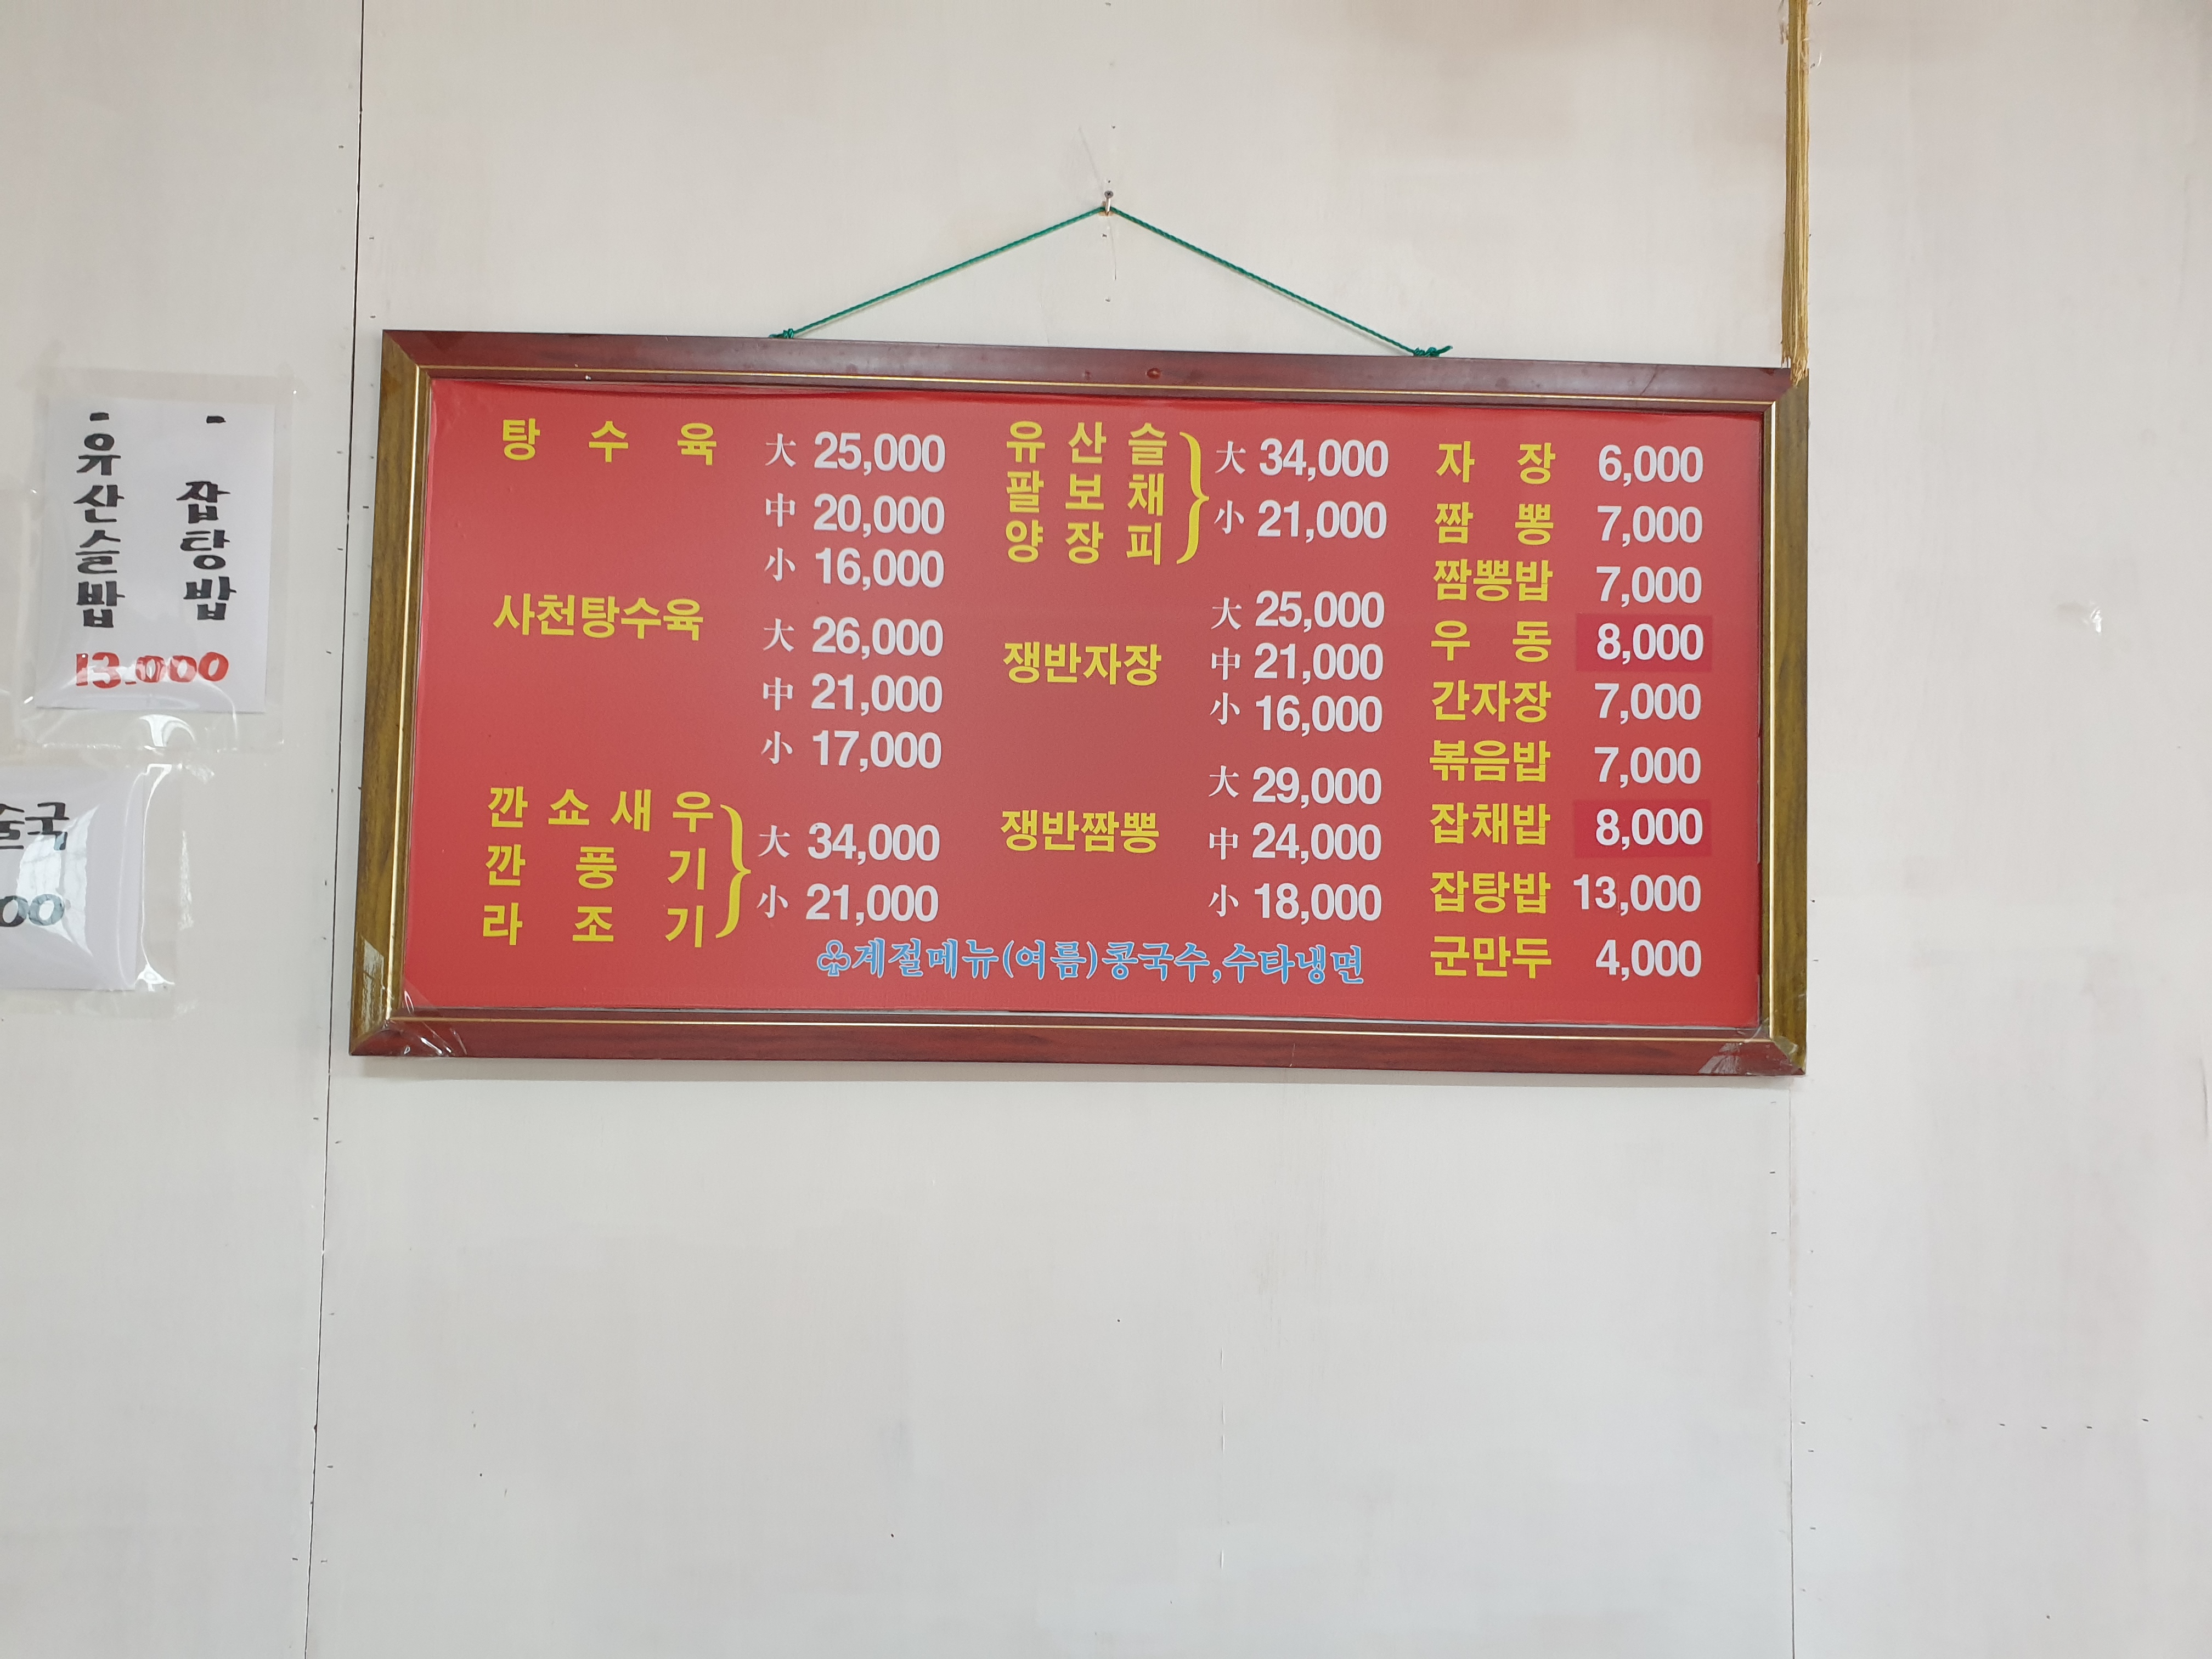 - 잡탕밥
- 유산슬밥
13.000
술국
00
탕수육 大 25,000
中 20,000
小 16,000
사천탕수육 大 26,000
中 21,000
小 17,000
깐쇼새우
깐풍기
라조기
大 34,000
小 21,000
유산슬
팔보채
양장피
大 34,000
小 21,000
쟁반자장 大 25,000
中 21,000
小 16,000
쟁반짬뽕 大 29,000
中 24,000
小 18,000
자장 6,000
짬뽕 7,000
짬뽕밥 7,000
우동 8,000
간자장 7,000
볶음밥 7,000
잡채밥 8,000
잡탕밥 13,000
군만두 4,000
♧계절메뉴(여름)콩국수,수타냉면